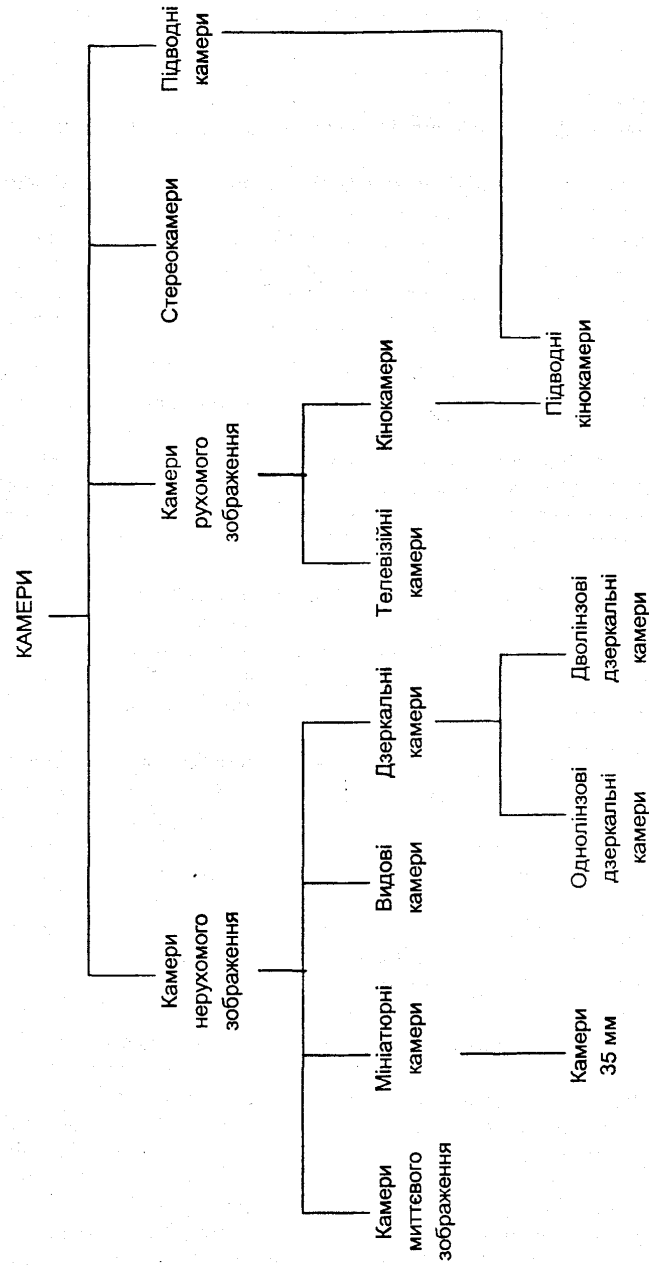 КАМЕРИ
Камери
нерухомого
зображення
Камери
рухомого
зображення
Стереокамери
Підводні
камери
Камери
миттєвого
зображення
Мініатюрні
камери
Видові
камери
Дзеркальні
камери
Телевізійні
камери
Кінокамери
Камери
35 мм
Однолінзові
дзеркальні
камери
Дволінзові
дзеркальні
камери
Підводні
кінокамери